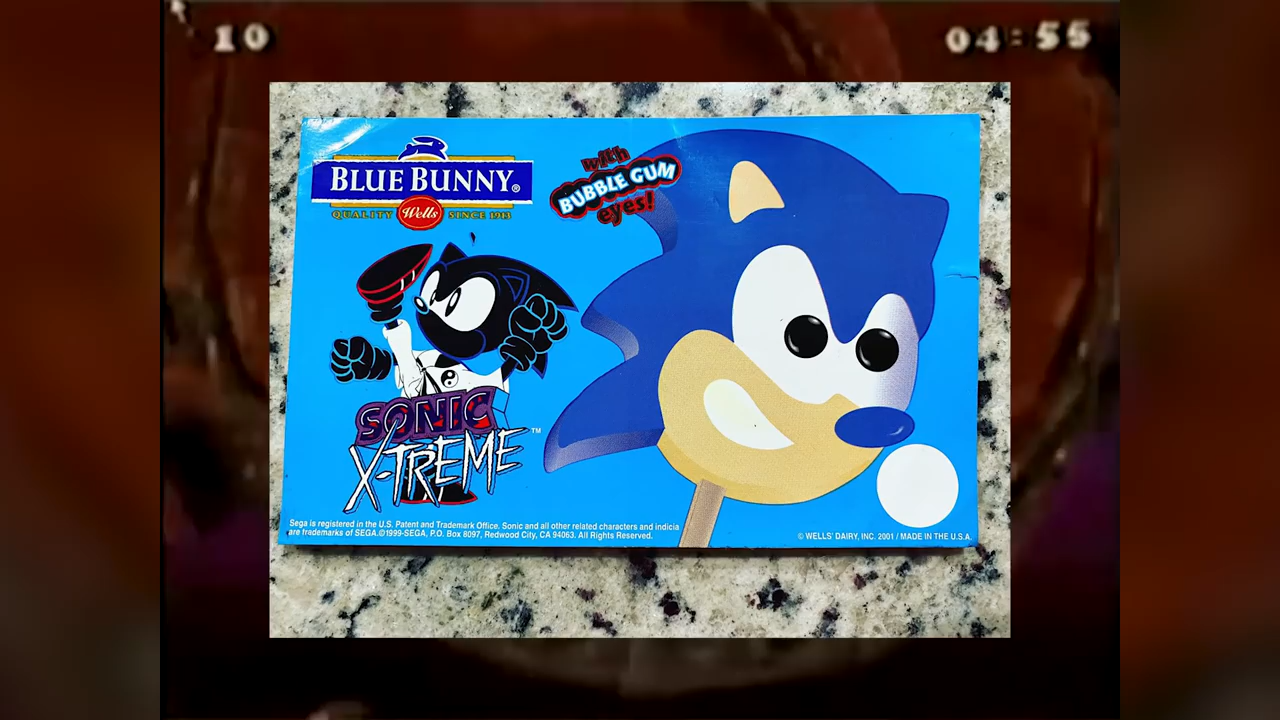 10
04:55
BLUE BUNNY®
QUALITY Wells SINCE 1913
with
BUBBLE GUM
eyes!
SONIC
X-TREME™
Sega is registered in the U.S. Patent and Trademark Office. Sonic and all other related characters and indicia
are trademarks of SEGA.©1999-SEGA, P.O. Box 8097, Redwood City, CA 94063. All Rights Reserved.
© WELLS' DAIRY, INC. 2001 / MADE IN THE U.S.A.